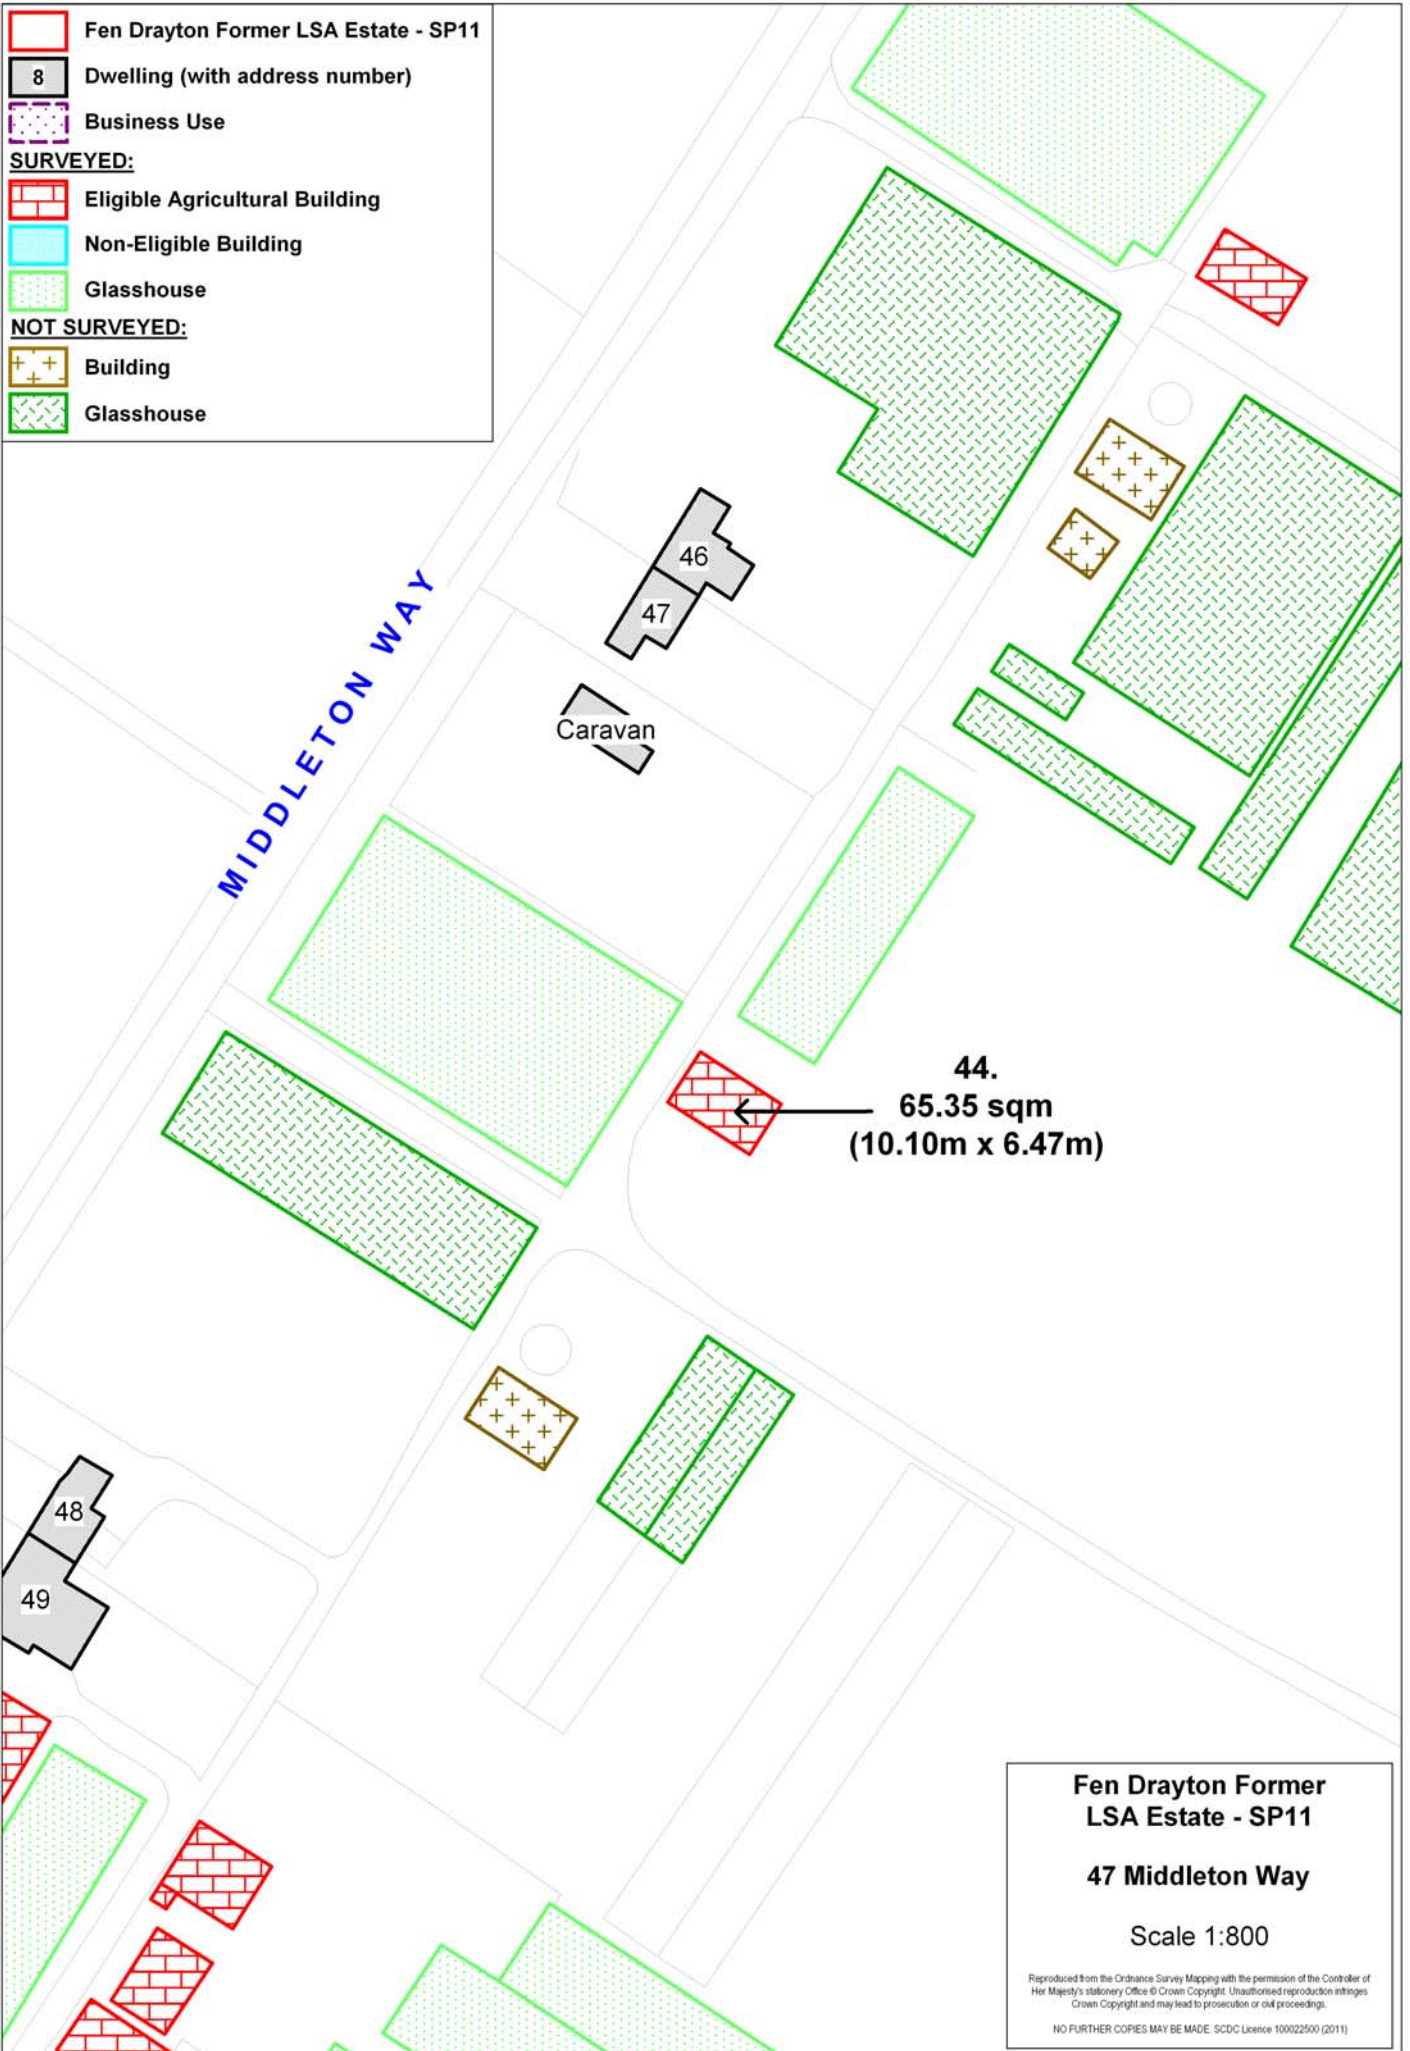 Fen Drayton Former LSA Estate - SP11
8 Dwelling (with address number)
Business Use
SURVEYED:
Eligible Agricultural Building
Non-Eligible Building
Glasshouse
NOT SURVEYED:
Building
Glasshouse
46
47
MIDDLETON WAY
Caravan
44.
65.35 sqm
(10.10m x 6.47m)
48
49
Fen Drayton Former
LSA Estate - SP11
47 Middleton Way
Scale 1:800
Reproduced from the Ordnance Survey Mapping with the permission of the Controller of
Her Majesty's stationery Office © Crown Copyright. Unauthorised reproduction infringes
Crown Copyright and may lead to prosecution or civil proceedings.
NO FURTHER COPIES MAY BE MADE. SCDC Licence 100022500 (2011)